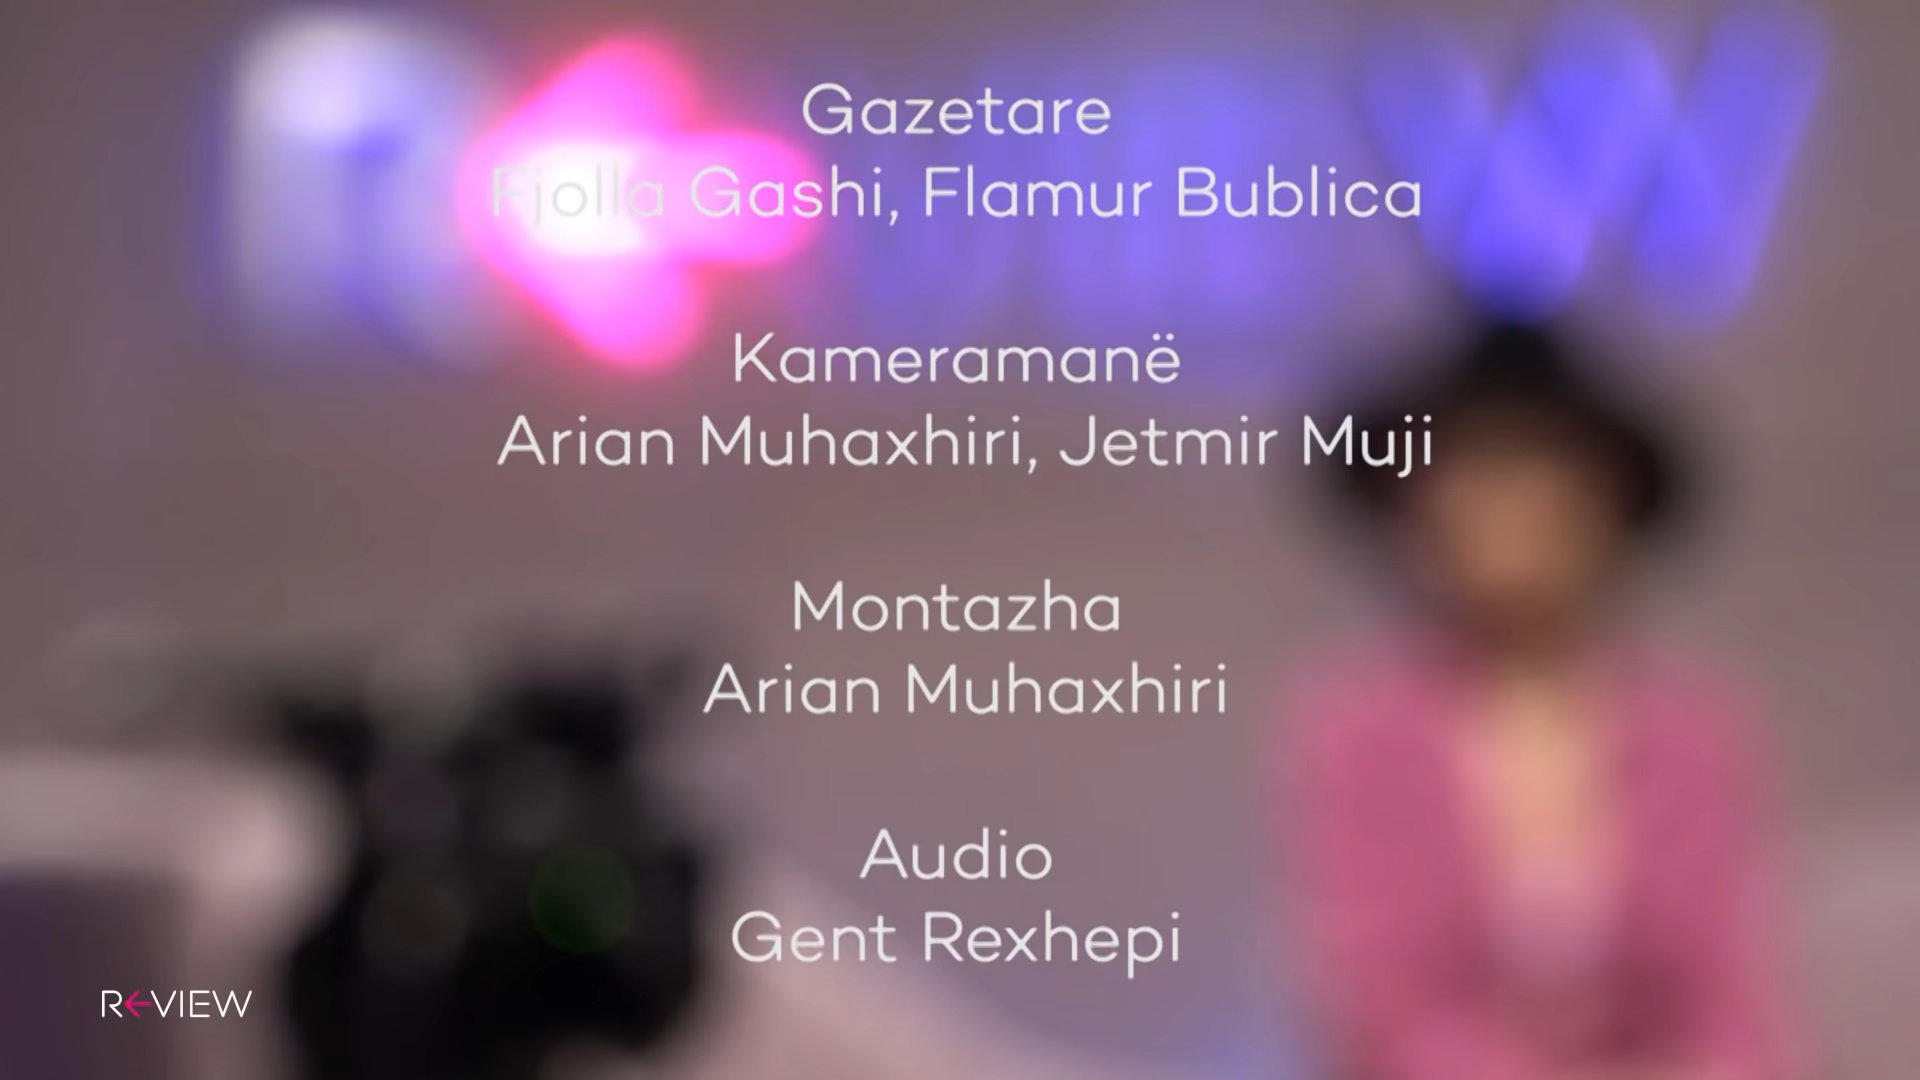 Gazetare
Fjolla Gashi, Flamur Bublica
Kameramanë
Arian Muhaxhiri, Jetmir Muji
Montazha
Arian Muhaxhiri
Audio
Gent Rexhepi
REVIEW